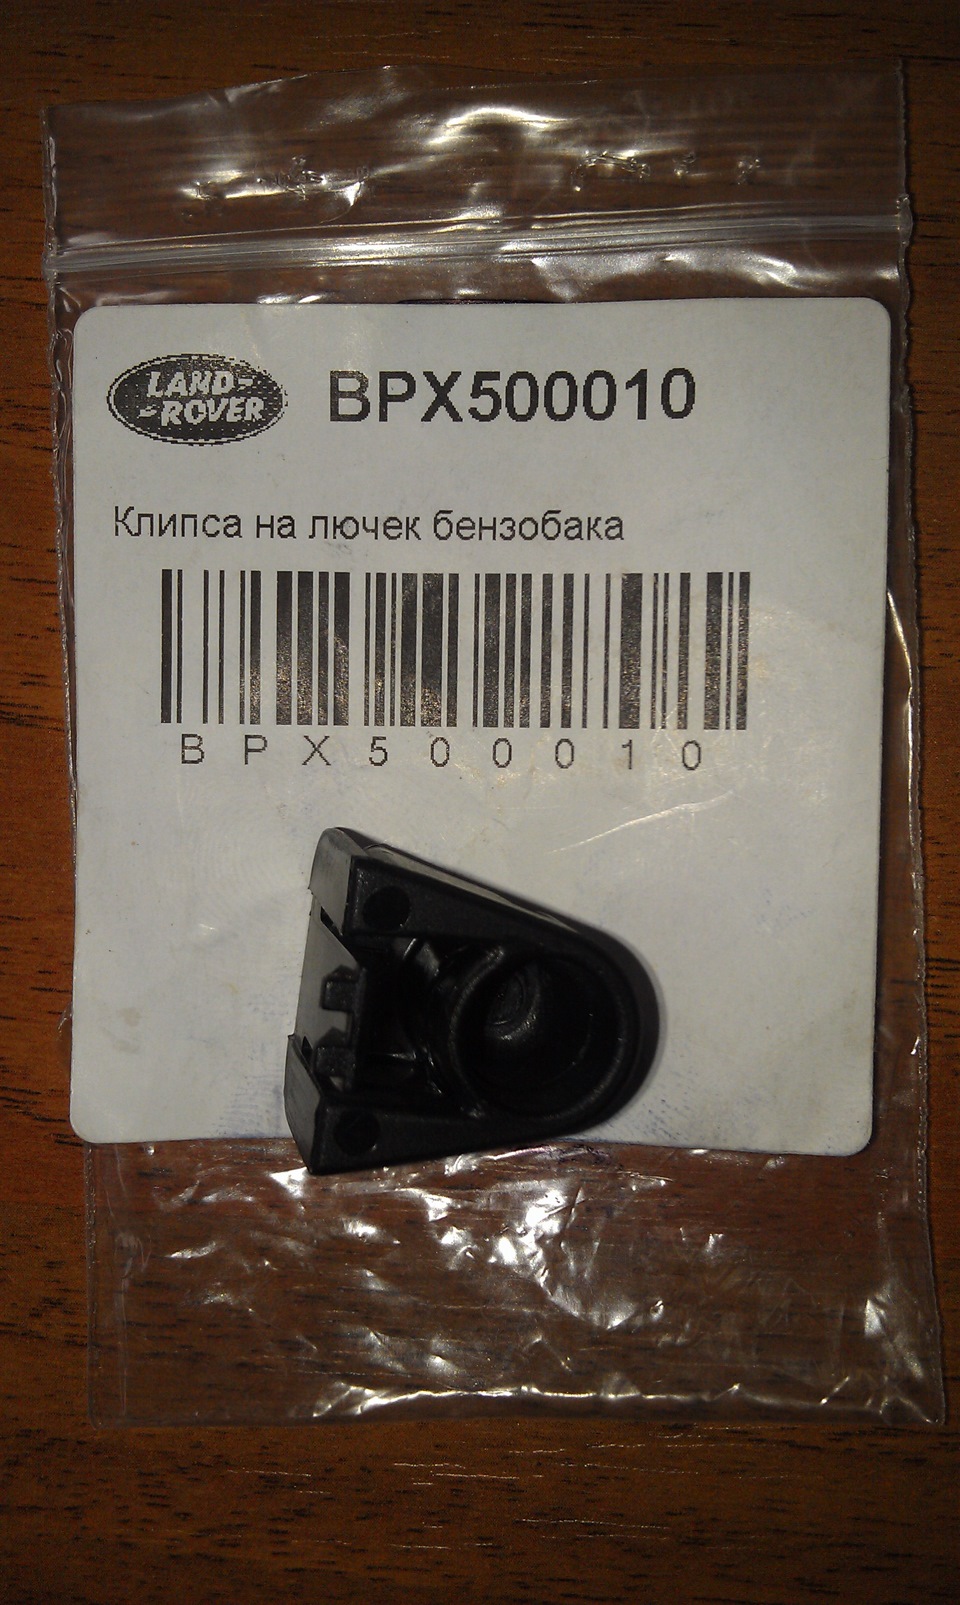 LAND-
-ROVER
BPX500010
Клипса на лючек бензобака
BPX500010